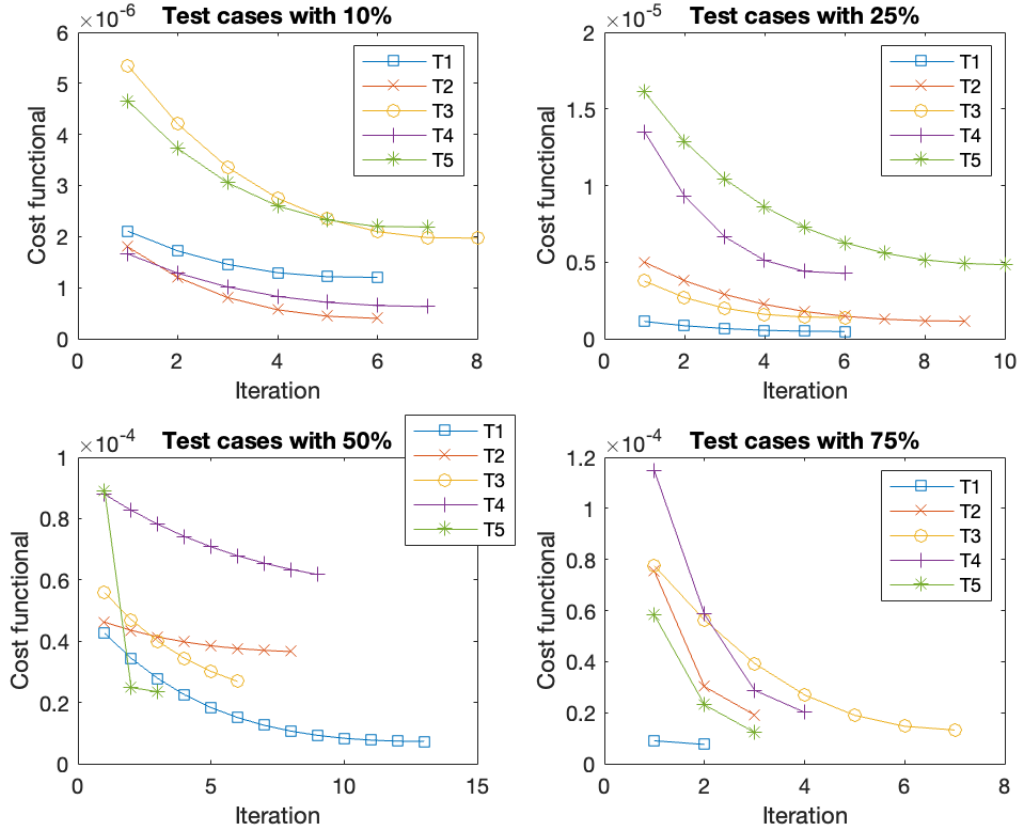 Test cases with 10%
×10⁻⁶
6
5
4
3
2
1
0
0 2 4 6 8
Cost functional
Iteration
T1
T2
T3
T4
T5
Test cases with 25%
×10⁻⁵
2
1.5
1
0.5
0
0 2 4 6 8 10
Cost functional
Iteration
T1
T2
T3
T4
T5
Test cases with 50%
×10⁻⁴
1
0.8
0.6
0.4
0.2
0
0 5 10 15
Cost functional
Iteration
T1
T2
T3
T4
T5
Test cases with 75%
×10⁻⁴
1.2
1
0.8
0.6
0.4
0.2
0
0 2 4 6 8
Cost functional
Iteration
T1
T2
T3
T4
T5